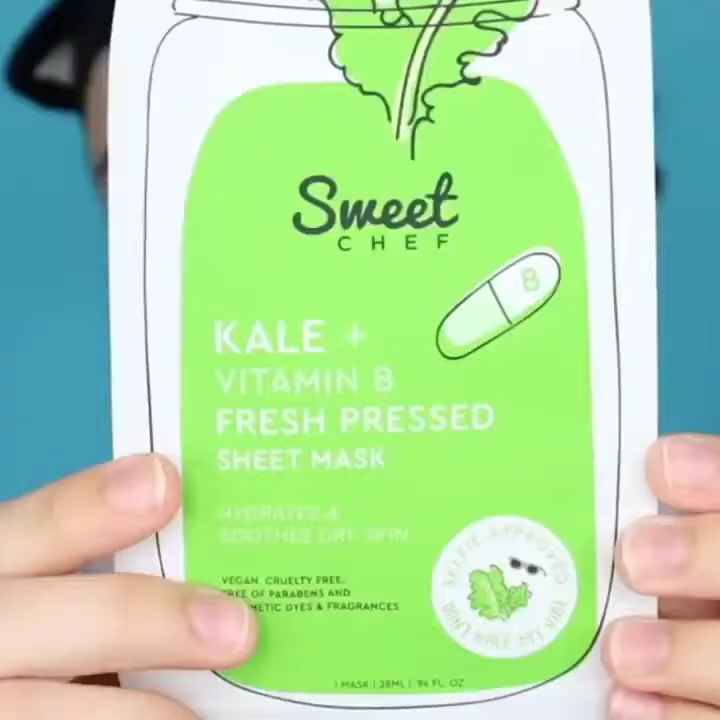 Sweet
CHEF
B
KALE +
VITAMIN B
FRESH PRESSED
SHEET MASK
HYDRATES &
SOOTHES DRY SKIN
SELFIE APPROVED
DON'T KALE MY VIBE
VEGAN, CRUELTY FREE,
FREE OF PARABENS AND
DYES & FRAGRANCES
1 MASK | 28ML | .94 FL. OZ